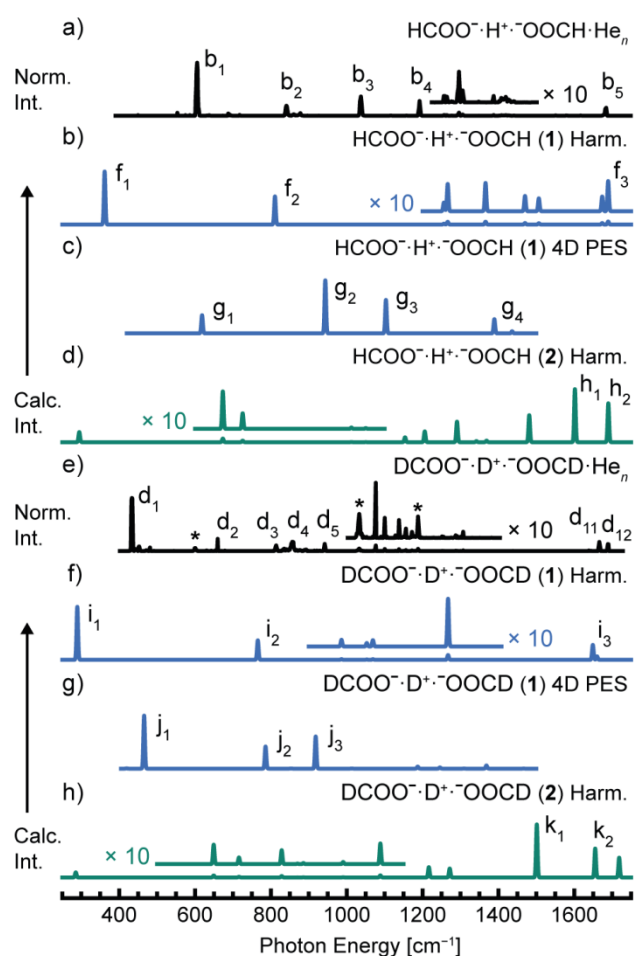 a) HCOO⁻·H⁺·⁻OOCH·Heₙ
Norm. Int.
b₁ b₂ b₃ b₄ × 10 b₅
b) HCOO⁻·H⁺·⁻OOCH (1) Harm.
f₁ f₂ × 10 f₃
c) HCOO⁻·H⁺·⁻OOCH (1) 4D PES
g₁ g₂ g₃ g₄
d) HCOO⁻·H⁺·⁻OOCH (2) Harm.
Calc. Int.
× 10 h₁ h₂
e) DCOO⁻·D⁺·⁻OOCD·Heₙ
Norm. Int.
d₁ * d₂ d₃ d₄ d₅ * * × 10 d₁₁ d₁₂
f) DCOO⁻·D⁺·⁻OOCD (1) Harm.
i₁ i₂ × 10 i₃
g) DCOO⁻·D⁺·⁻OOCD (1) 4D PES
j₁ j₂ j₃
h) DCOO⁻·D⁺·⁻OOCD (2) Harm.
Calc. Int.
× 10 k₁ k₂
400 600 800 1000 1200 1400 1600
Photon Energy [cm⁻¹]